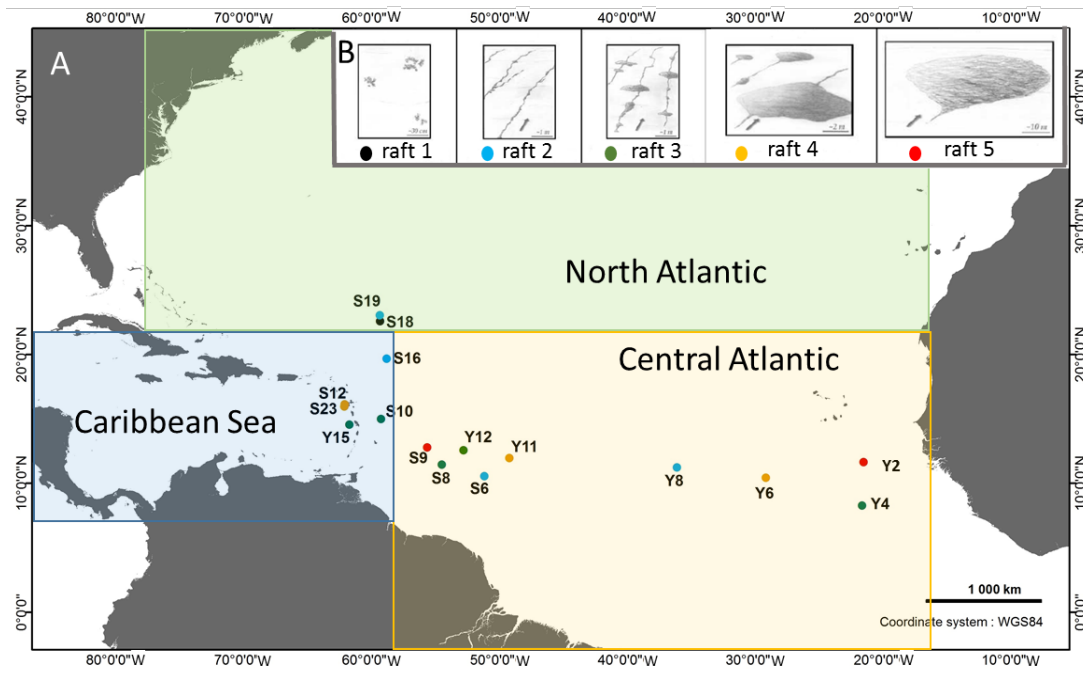 80°0'0"W 70°0'0"W 60°0'0"W 50°0'0"W 40°0'0"W 30°0'0"W 20°0'0"W 10°0'0"W
A
B
~30 cm
~1 m
~1 m
~2 m
~10 m
raft 1
raft 2
raft 3
raft 4
raft 5
40°0'0"N
40°0'0"N
30°0'0"N
30°0'0"N
North Atlantic
S19
S18
20°0'0"N
20°0'0"N
S16
Central Atlantic
S12
S23
S10
Caribbean Sea
Y15
Y12
Y11
S9
S8
S6
Y8
Y6
Y2
Y4
10°0'0"N
10°0'0"N
1 000 km
Coordinate system : WGS84
0°0'0"
0°0'0"
80°0'0"W 70°0'0"W 60°0'0"W 50°0'0"W 40°0'0"W 30°0'0"W 20°0'0"W 10°0'0"W